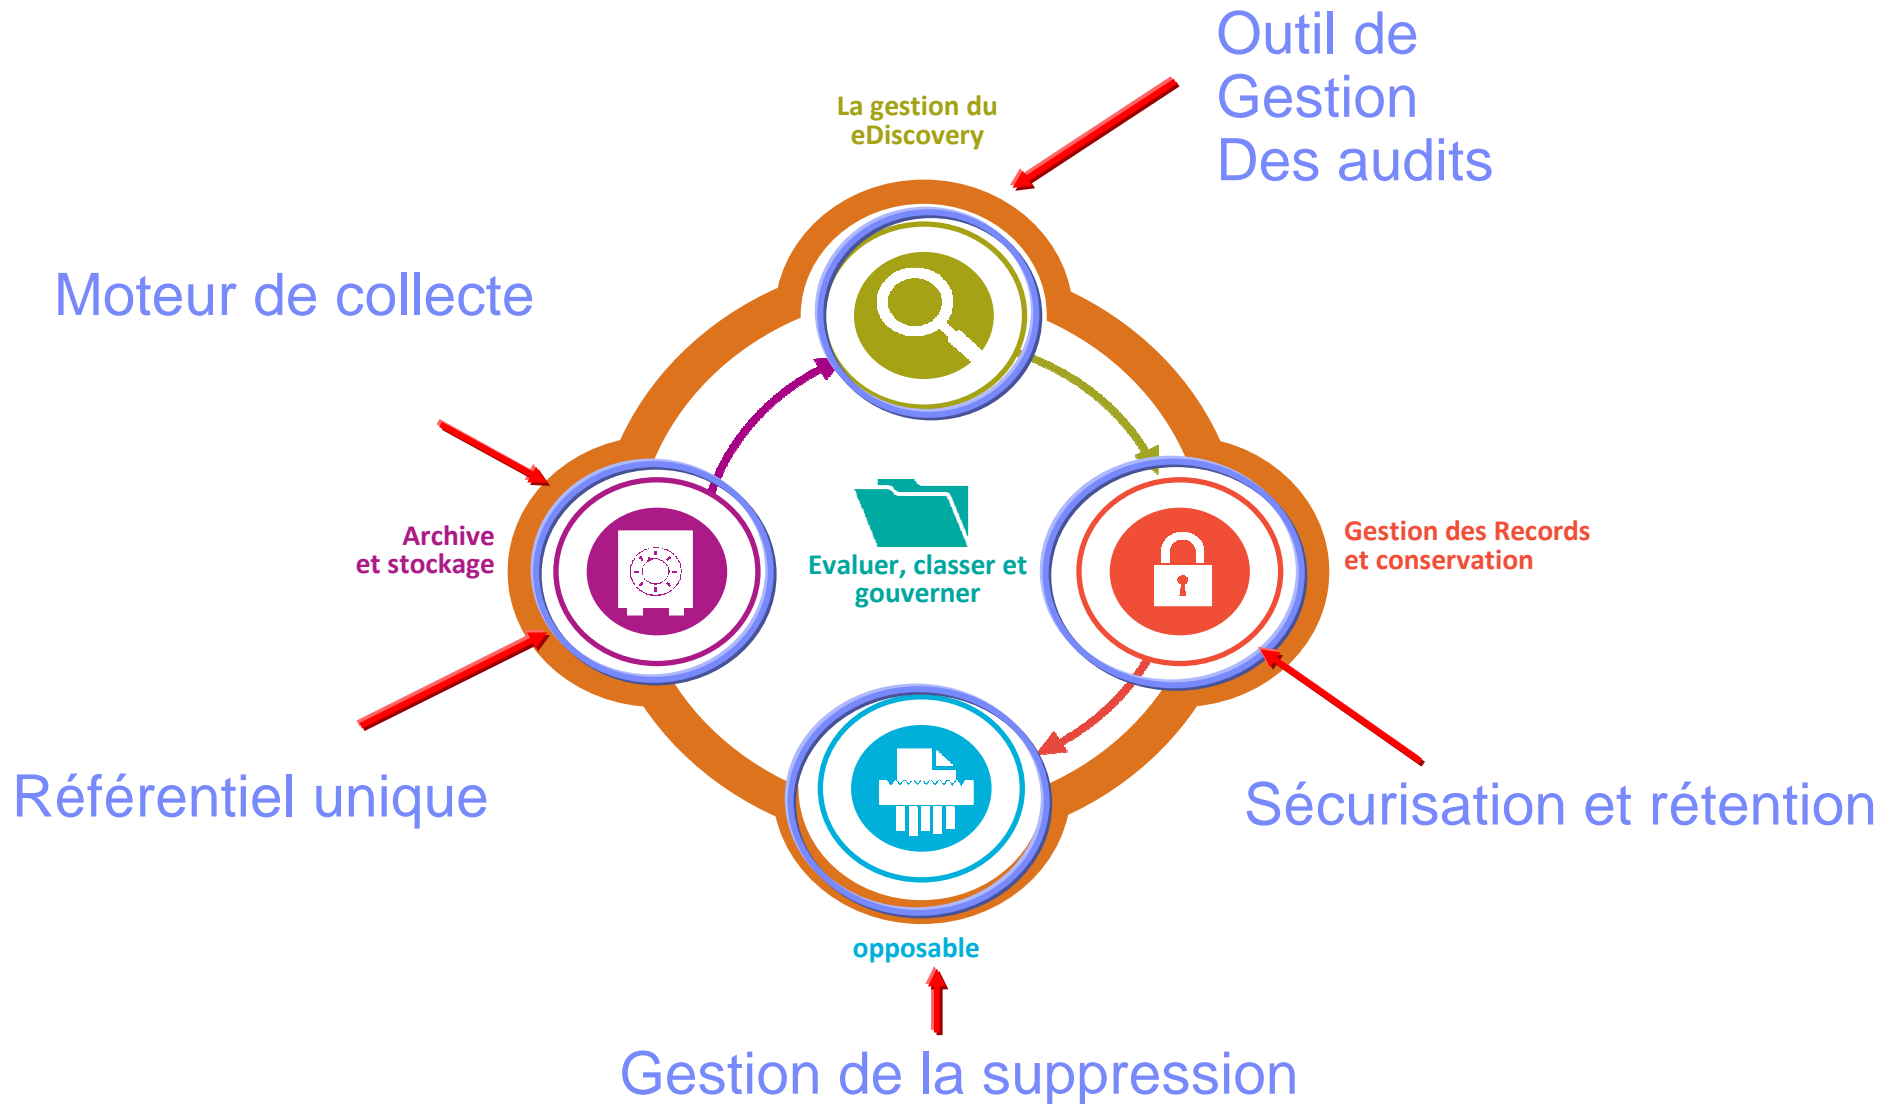 Outil de
Gestion
Des audits
La gestion du
eDiscovery
Moteur de collecte
Archive
et stockage
Evaluer, classer et
gouverner
Gestion des Records
et conservation
Référentiel unique
Sécurisation et rétention
opposable
Gestion de la suppression